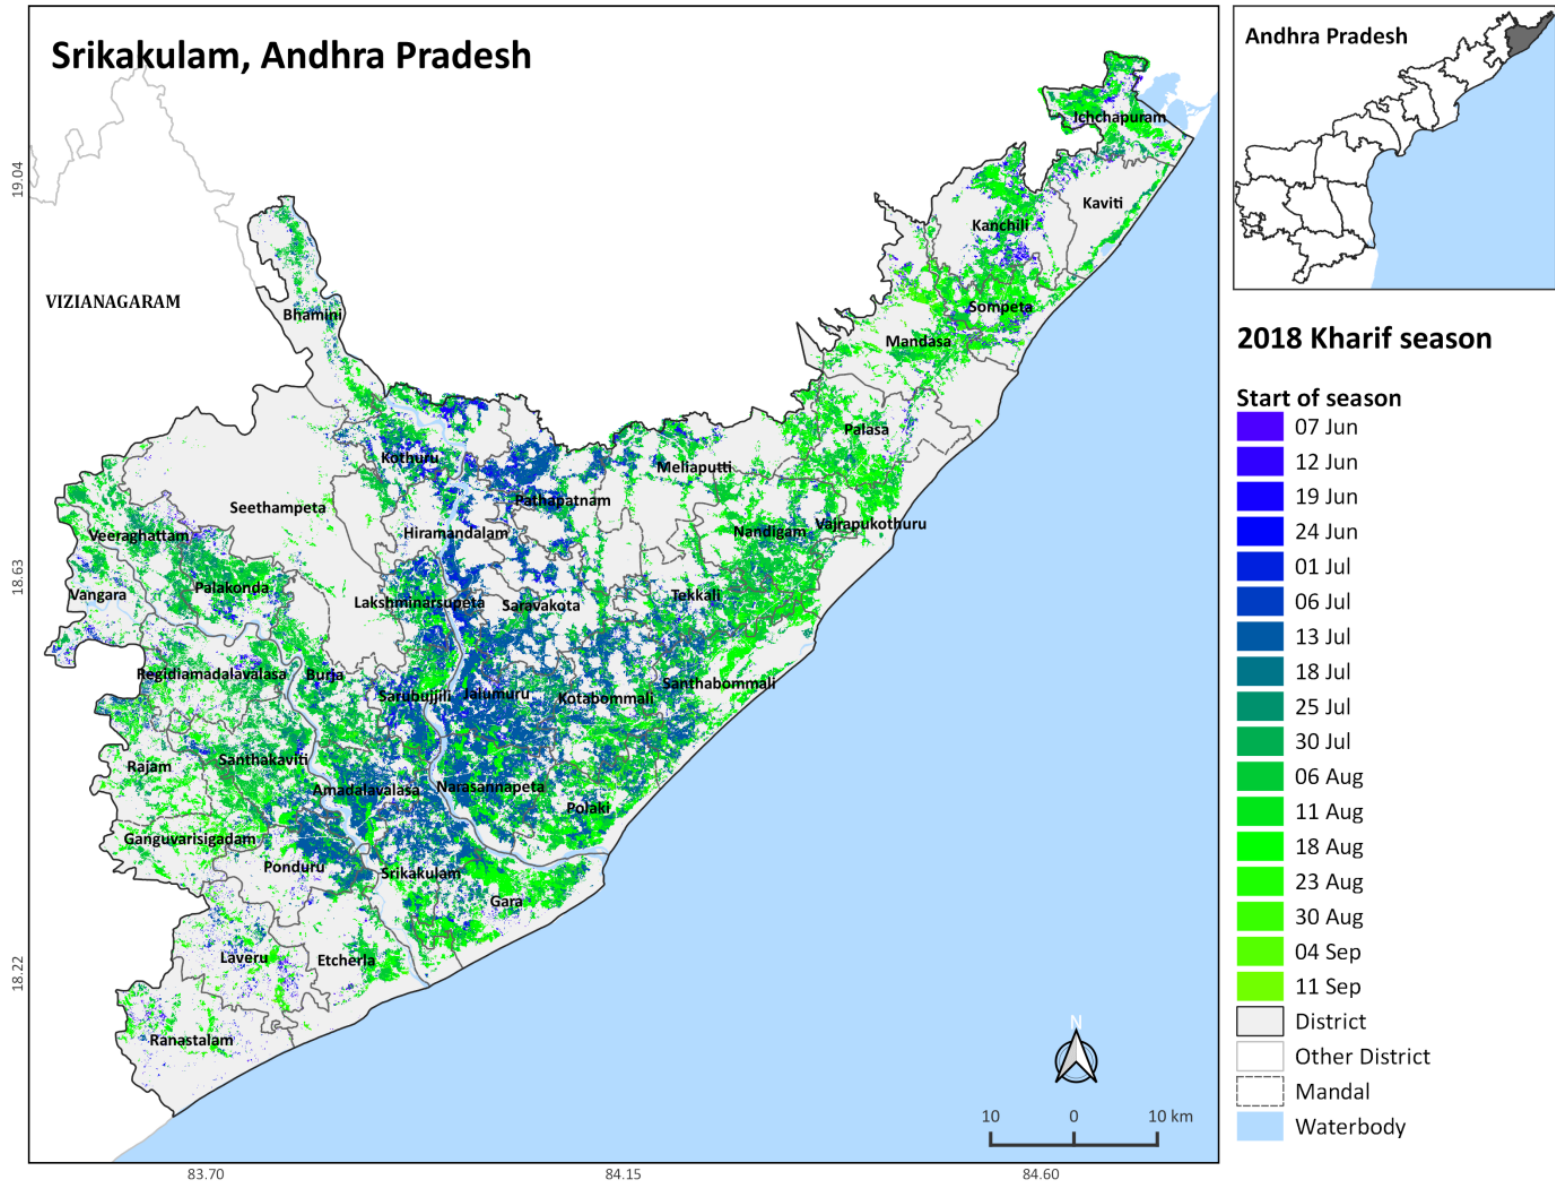 Srikakulam, Andhra Pradesh
Andhra Pradesh
Ichchapuram
Kaviti
Kanchili
VIZIANAGARAM
Bhamini
Sompeta
Mandasa
Palasa
Kothuru
Meliaputti
Pathapatnam
Seethampeta
Hiramandalam
Vajrapukothuru
Nandigam
Veeraghattam
Palakonda
Vangara
Lakshminarsupeta
Saravakota
Tekkali
Regidiamadalavalasa
Burja
Sarubujjili
Jalumuru
Kotabommali
Santhabommali
Rajam
Santhakaviti
Amadalavalasa
Narasannapeta
Polaki
Ganguvarisigadam
Ponduru
Srikakulam
Gara
Laveru
Etcherla
Ranastalam
19.04
18.63
18.22
83.70
84.15
84.60
N
10 0 10 km
2018 Kharif season
Start of season
07 Jun
12 Jun
19 Jun
24 Jun
01 Jul
06 Jul
13 Jul
18 Jul
25 Jul
30 Jul
06 Aug
11 Aug
18 Aug
23 Aug
30 Aug
04 Sep
11 Sep
District
Other District
Mandal
Waterbody